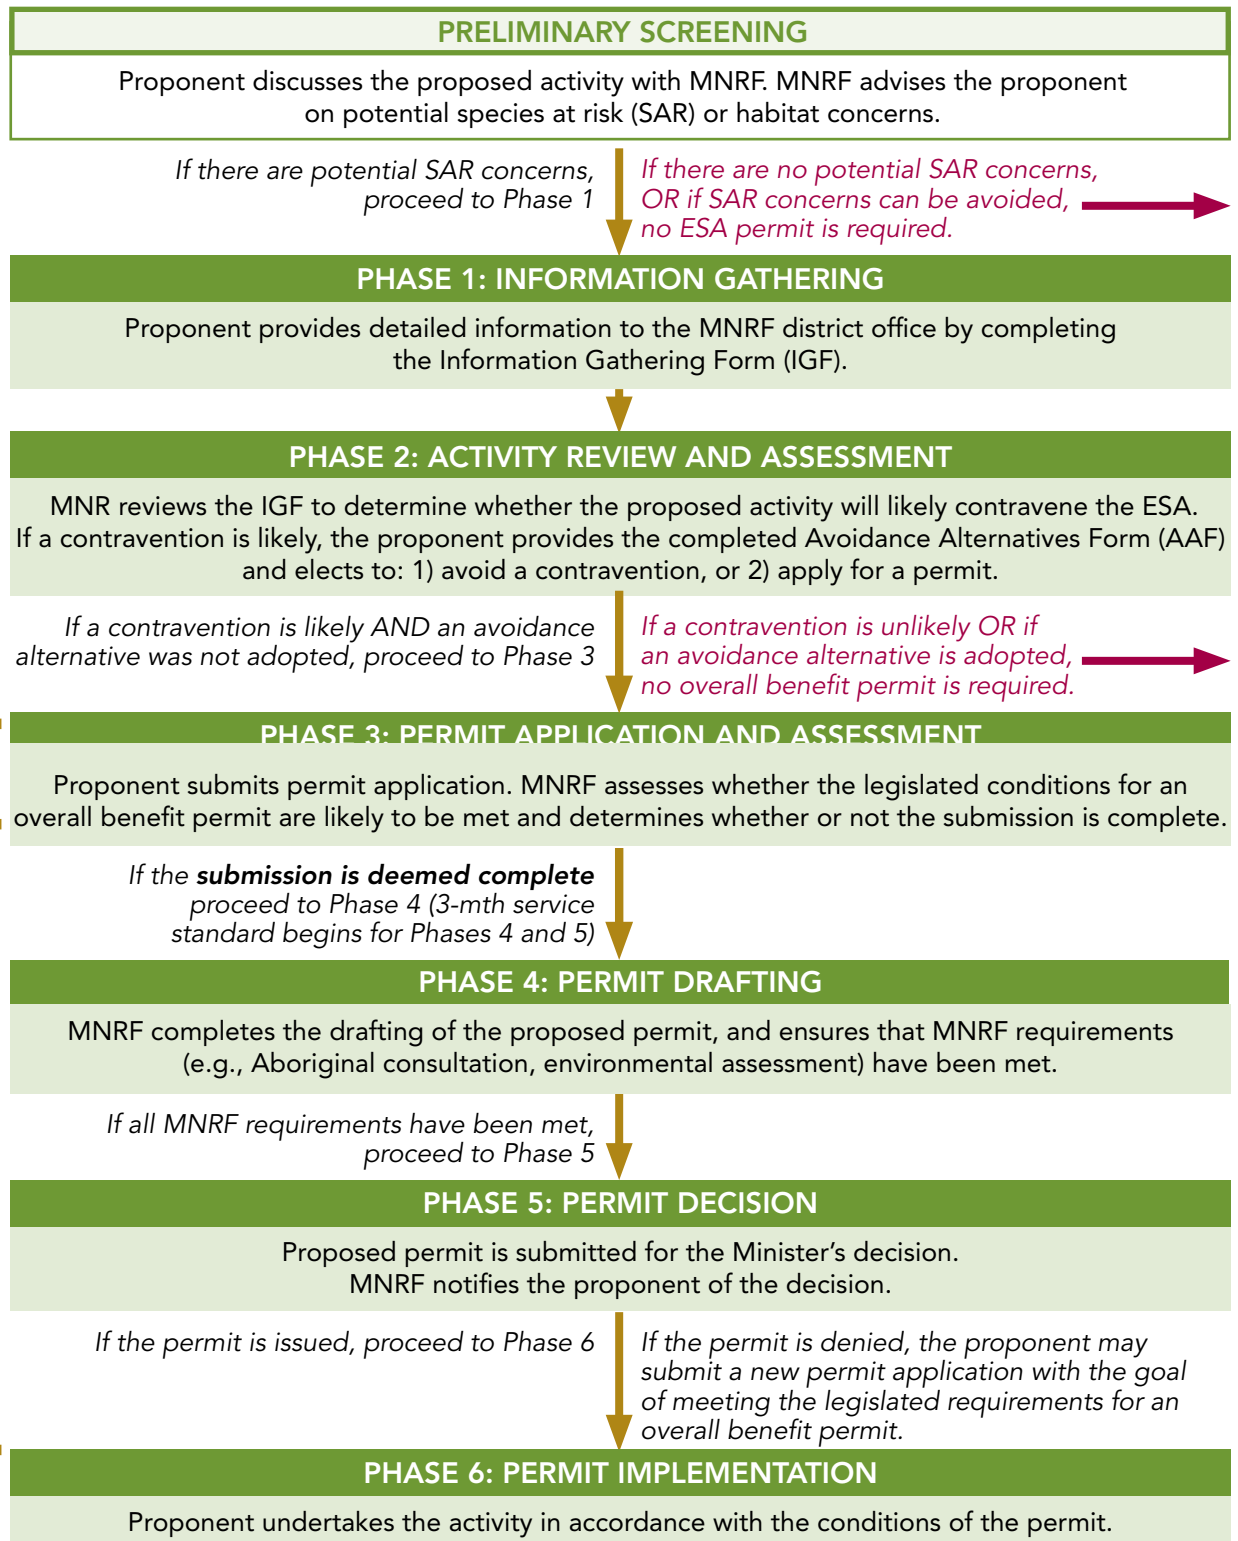 PRELIMINARY SCREENING
Proponent discusses the proposed activity with MNRF. MNRF advises the proponent
on potential species at risk (SAR) or habitat concerns.
If there are potential SAR concerns,
proceed to Phase 1
If there are no potential SAR concerns,
OR if SAR concerns can be avoided,
no ESA permit is required.
PHASE 1: INFORMATION GATHERING
Proponent provides detailed information to the MNRF district office by completing
the Information Gathering Form (IGF).
PHASE 2: ACTIVITY REVIEW AND ASSESSMENT
MNR reviews the IGF to determine whether the proposed activity will likely contravene the ESA.
If a contravention is likely, the proponent provides the completed Avoidance Alternatives Form (AAF)
and elects to: 1) avoid a contravention, or 2) apply for a permit.
If a contravention is likely AND an avoidance
alternative was not adopted, proceed to Phase 3
If a contravention is unlikely OR if
an avoidance alternative is adopted,
no overall benefit permit is required.
PHASE 3: PERMIT APPLICATION AND ASSESSMENT
Proponent submits permit application. MNRF assesses whether the legislated conditions for an
overall benefit permit are likely to be met and determines whether or not the submission is complete.
If the submission is deemed complete
proceed to Phase 4 (3-mth service
standard begins for Phases 4 and 5)
PHASE 4: PERMIT DRAFTING
MNRF completes the drafting of the proposed permit, and ensures that MNRF requirements
(e.g., Aboriginal consultation, environmental assessment) have been met.
If all MNRF requirements have been met,
proceed to Phase 5
PHASE 5: PERMIT DECISION
Proposed permit is submitted for the Minister’s decision.
MNRF notifies the proponent of the decision.
If the permit is issued, proceed to Phase 6
If the permit is denied, the proponent may
submit a new permit application with the goal
of meeting the legislated requirements for an
overall benefit permit.
PHASE 6: PERMIT IMPLEMENTATION
Proponent undertakes the activity in accordance with the conditions of the permit.